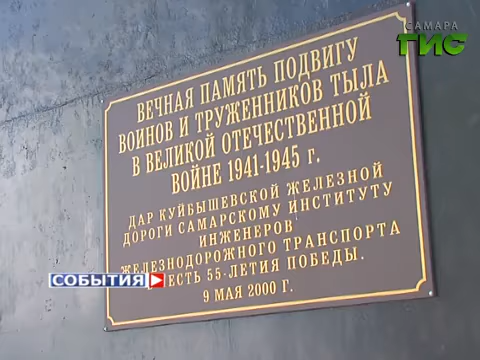 САМАРА
ГИС
ВЕЧНАЯ ПАМЯТЬ ПОДВИГУ
ВОИНОВ И ТРУЖЕННИКОВ ТЫЛА
В ВЕЛИКОЙ ОТЕЧЕСТВЕННОЙ
ВОЙНЕ 1941-1945 г.
ДАР КУЙБЫШЕВСКОЙ ЖЕЛЕЗНОЙ
ДОРОГИ САМАРСКОМУ ИНСТИТУТУ
ИНЖЕНЕРОВ
ЖЕЛЕЗНОДОРОЖНОГО ТРАНСПОРТА
ЕСТЬ 55-ЛЕТИЯ ПОБЕДЫ.
9 МАЯ 2000 Г.
СОБЫТИЯ